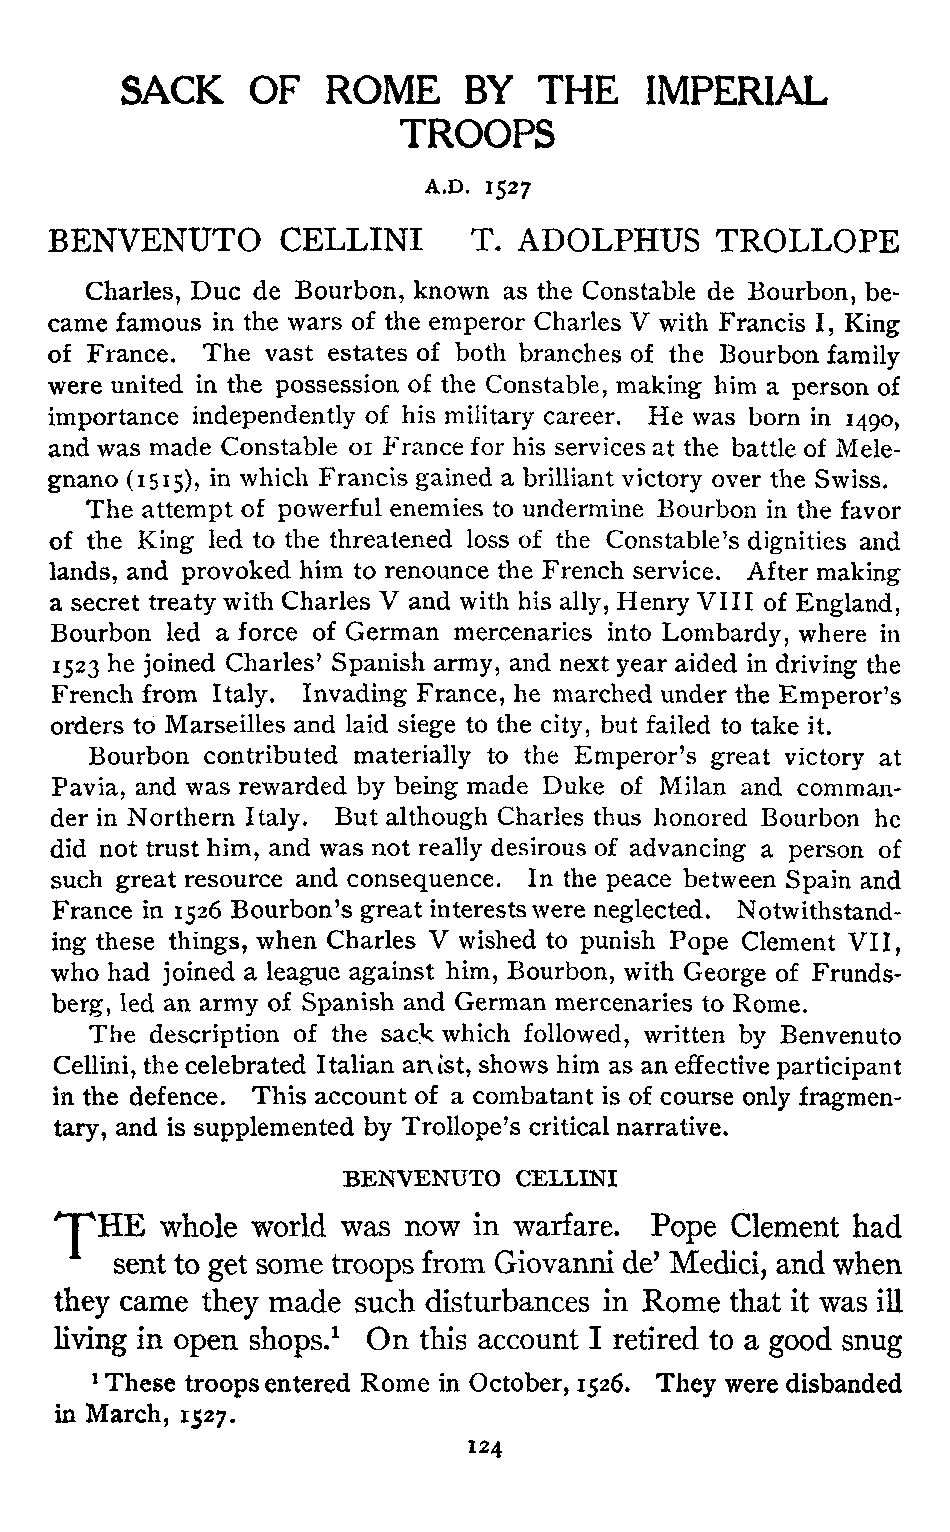 SACK OF ROME BY THE IMPERIAL
TROOPS
A.D. 1527
BENVENUTO CELLINI T. ADOLPHUS TROLLOPE
Charles, Duc de Bourbon, known as the Constable de Bourbon, be-
came famous in the wars of the emperor Charles V with Francis I, King
of France. The vast estates of both branches of the Bourbon family
were united in the possession of the Constable, making him a person of
importance independently of his military career. He was born in 1490,
and was made Constable of France for his services at the battle of Mele-
gnano (1515), in which Francis gained a brilliant victory over the Swiss.
The attempt of powerful enemies to undermine Bourbon in the favor
of the King led to the threatened loss of the Constable's dignities and
lands, and provoked him to renounce the French service. After making
a secret treaty with Charles V and with his ally, Henry VIII of England,
Bourbon led a force of German mercenaries into Lombardy, where in
1523 he joined Charles' Spanish army, and next year aided in driving the
French from Italy. Invading France, he marched under the Emperor's
orders to Marseilles and laid siege to the city, but failed to take it.
Bourbon contributed materially to the Emperor's great victory at
Pavia, and was rewarded by being made Duke of Milan and comman-
der in Northern Italy. But although Charles thus honored Bourbon he
did not trust him, and was not really desirous of advancing a person of
such great resource and consequence. In the peace between Spain and
France in 1526 Bourbon's great interests were neglected. Notwithstand-
ing these things, when Charles V wished to punish Pope Clement VII,
who had joined a league against him, Bourbon, with George of Frunds-
berg, led an army of Spanish and German mercenaries to Rome.
The description of the sack which followed, written by Benvenuto
Cellini, the celebrated Italian artist, shows him as an effective participant
in the defence. This account of a combatant is of course only fragmen-
tary, and is supplemented by Trollope's critical narrative.
BENVENUTO CELLINI
THE whole world was now in warfare. Pope Clement had
sent to get some troops from Giovanni de' Medici, and when
they came they made such disturbances in Rome that it was ill
living in open shops.¹ On this account I retired to a good snug
¹ These troops entered Rome in October, 1526. They were disbanded
in March, 1527.
124